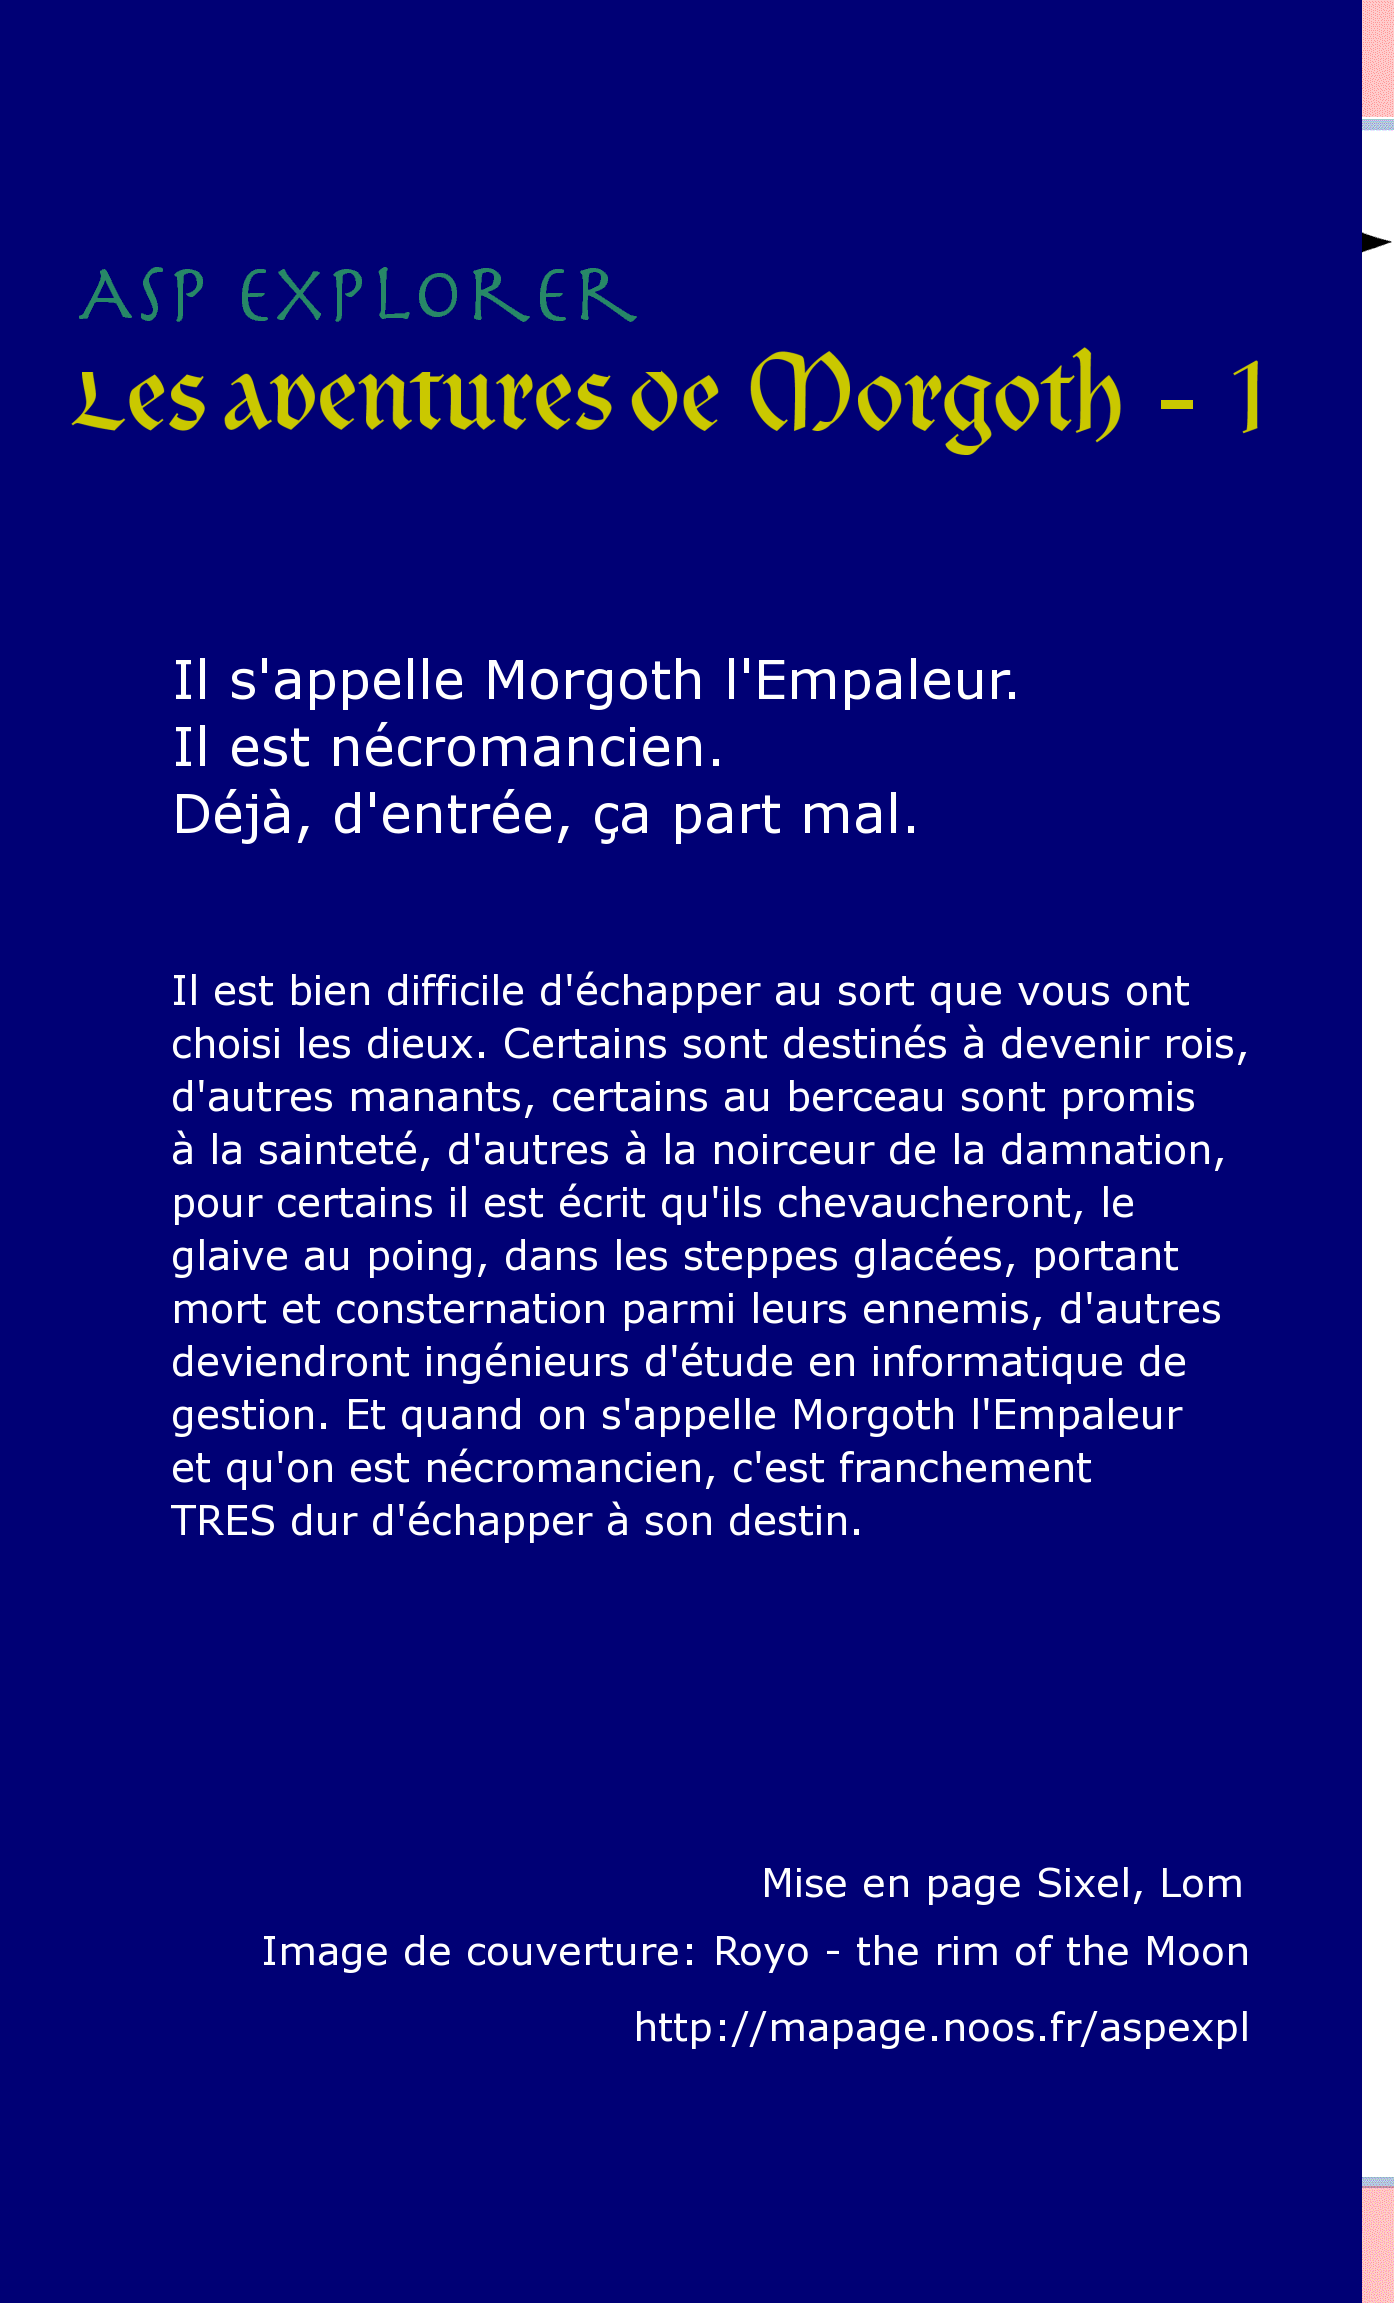 ASP EXPLORER
Les aventures de Morgoth - 1
Il s'appelle Morgoth l'Empaleur.
Il est nécromancien.
Déjà, d'entrée, ça part mal.
Il est bien difficile d'échapper au sort que vous ont
choisi les dieux. Certains sont destinés à devenir rois,
d'autres manants, certains au berceau sont promis
à la sainteté, d'autres à la noirceur de la damnation,
pour certains il est écrit qu'ils chevaucheront, le
glaive au poing, dans les steppes glacées, portant
mort et consternation parmi leurs ennemis, d'autres
deviendront ingénieurs d'étude en informatique de
gestion. Et quand on s'appelle Morgoth l'Empaleur
et qu'on est nécromancien, c'est franchement
TRES dur d'échapper à son destin.
Mise en page Sixel, Lom
Image de couverture: Royo - the rim of the Moon
http://mapage.noos.fr/aspexpl